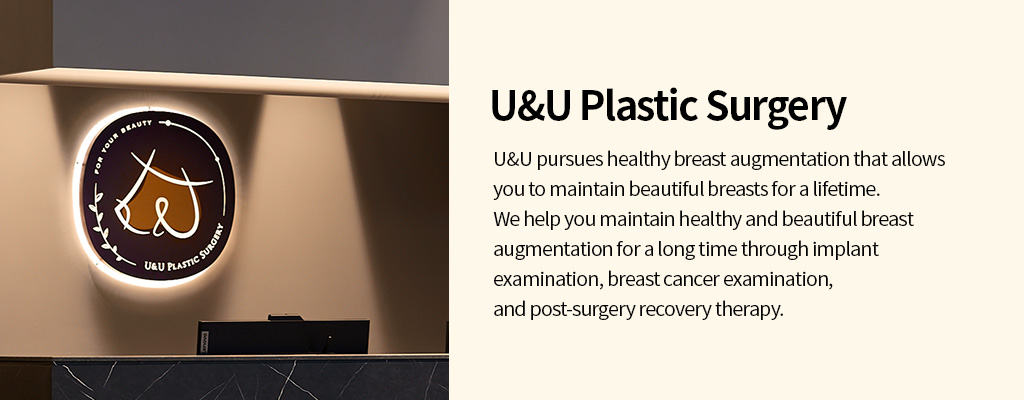 FOR YOUR BEAUTY
U&U PLASTIC SURGERY
U&U Plastic Surgery
U&U pursues healthy breast augmentation that allows
you to maintain beautiful breasts for a lifetime.
We help you maintain healthy and beautiful breast
augmentation for a long time through implant
examination, breast cancer examination,
and post-surgery recovery therapy.